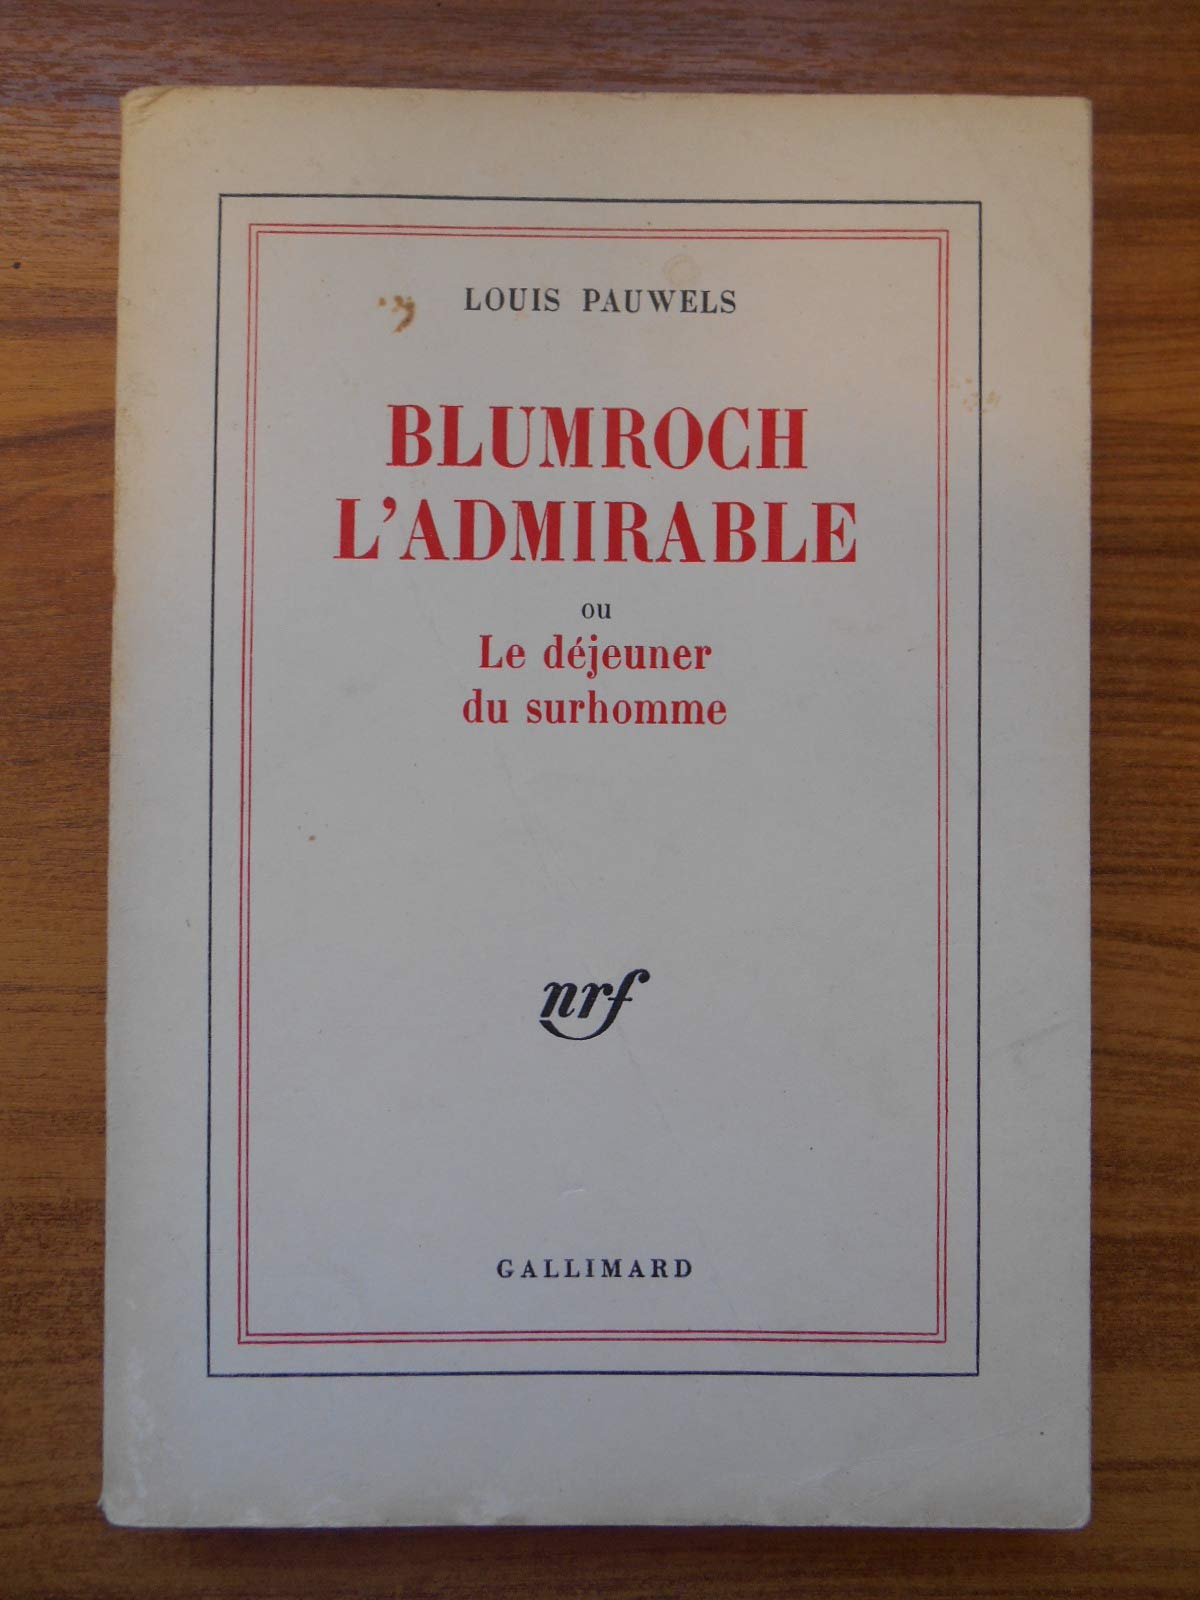 LOUIS PAUWELS
BLUMROCH
L'ADMIRABLE
ou
Le déjeuner
du surhomme
nrf
GALLIMARD